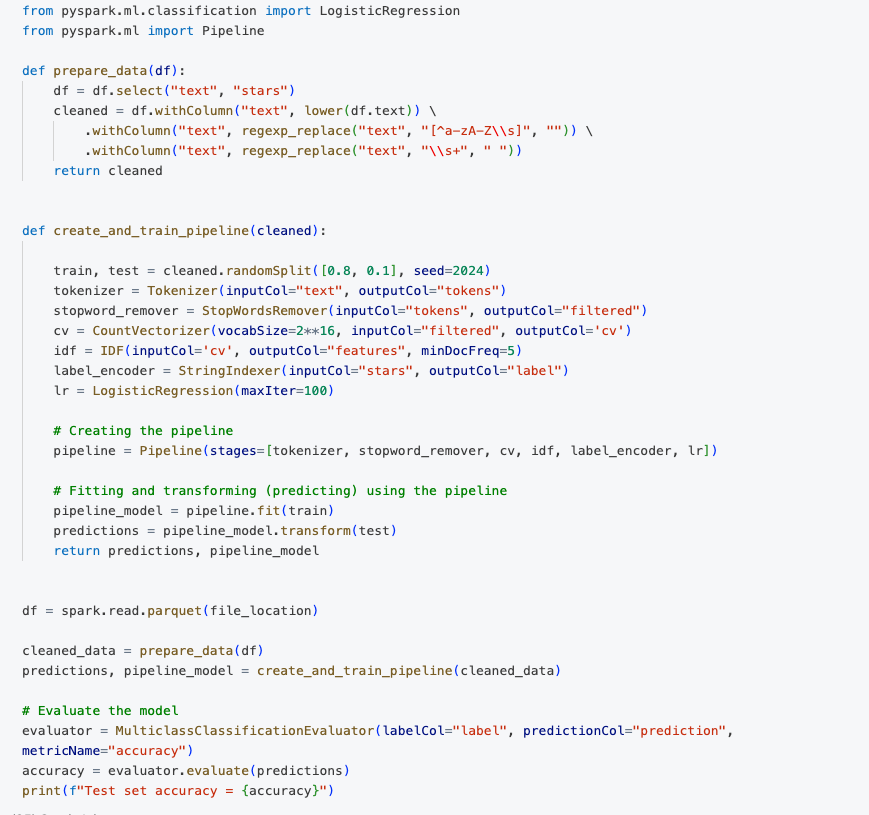 from pyspark.ml.classification import LogisticRegression
from pyspark.ml import Pipeline
def prepare_data(df):
    df = df.select("text", "stars")
    cleaned = df.withColumn("text", lower(df.text)) \
        .withColumn("text", regexp_replace("text", "[^a-zA-Z\\s]", "")) \
        .withColumn("text", regexp_replace("text", "\\s+", " "))
    return cleaned
def create_and_train_pipeline(cleaned):
    train, test = cleaned.randomSplit([0.8, 0.1], seed=2024)
    tokenizer = Tokenizer(inputCol="text", outputCol="tokens")
    stopword_remover = StopWordsRemover(inputCol="tokens", outputCol="filtered")
    cv = CountVectorizer(vocabSize=2**16, inputCol="filtered", outputCol='cv')
    idf = IDF(inputCol='cv', outputCol="features", minDocFreq=5)
    label_encoder = StringIndexer(inputCol="stars", outputCol="label")
    lr = LogisticRegression(maxIter=100)
    # Creating the pipeline
    pipeline = Pipeline(stages=[tokenizer, stopword_remover, cv, idf, label_encoder, lr])
    # Fitting and transforming (predicting) using the pipeline
    pipeline_model = pipeline.fit(train)
    predictions = pipeline_model.transform(test)
    return predictions, pipeline_model
df = spark.read.parquet(file_location)
cleaned_data = prepare_data(df)
predictions, pipeline_model = create_and_train_pipeline(cleaned_data)
# Evaluate the model
evaluator = MulticlassClassificationEvaluator(labelCol="label", predictionCol="prediction",
metricName="accuracy")
accuracy = evaluator.evaluate(predictions)
print(f"Test set accuracy = {accuracy}")